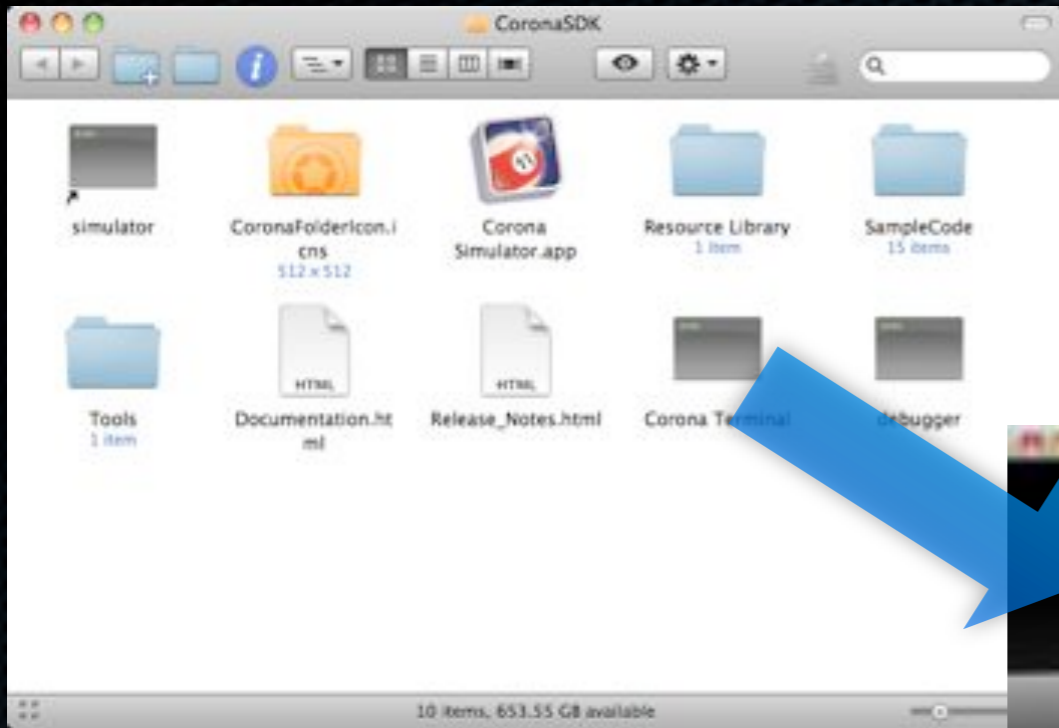 CoronaSDK
simulator
CoronaFolderIcon.i
cns
512 x 512
Corona
Simulator.app
Resource Library
1 item
SampleCode
15 items
Tools
1 item
HTML
Documentation.ht
ml
HTML
Release_Notes.html
Corona Terminal
debugger
10 items, 653.55 GB available